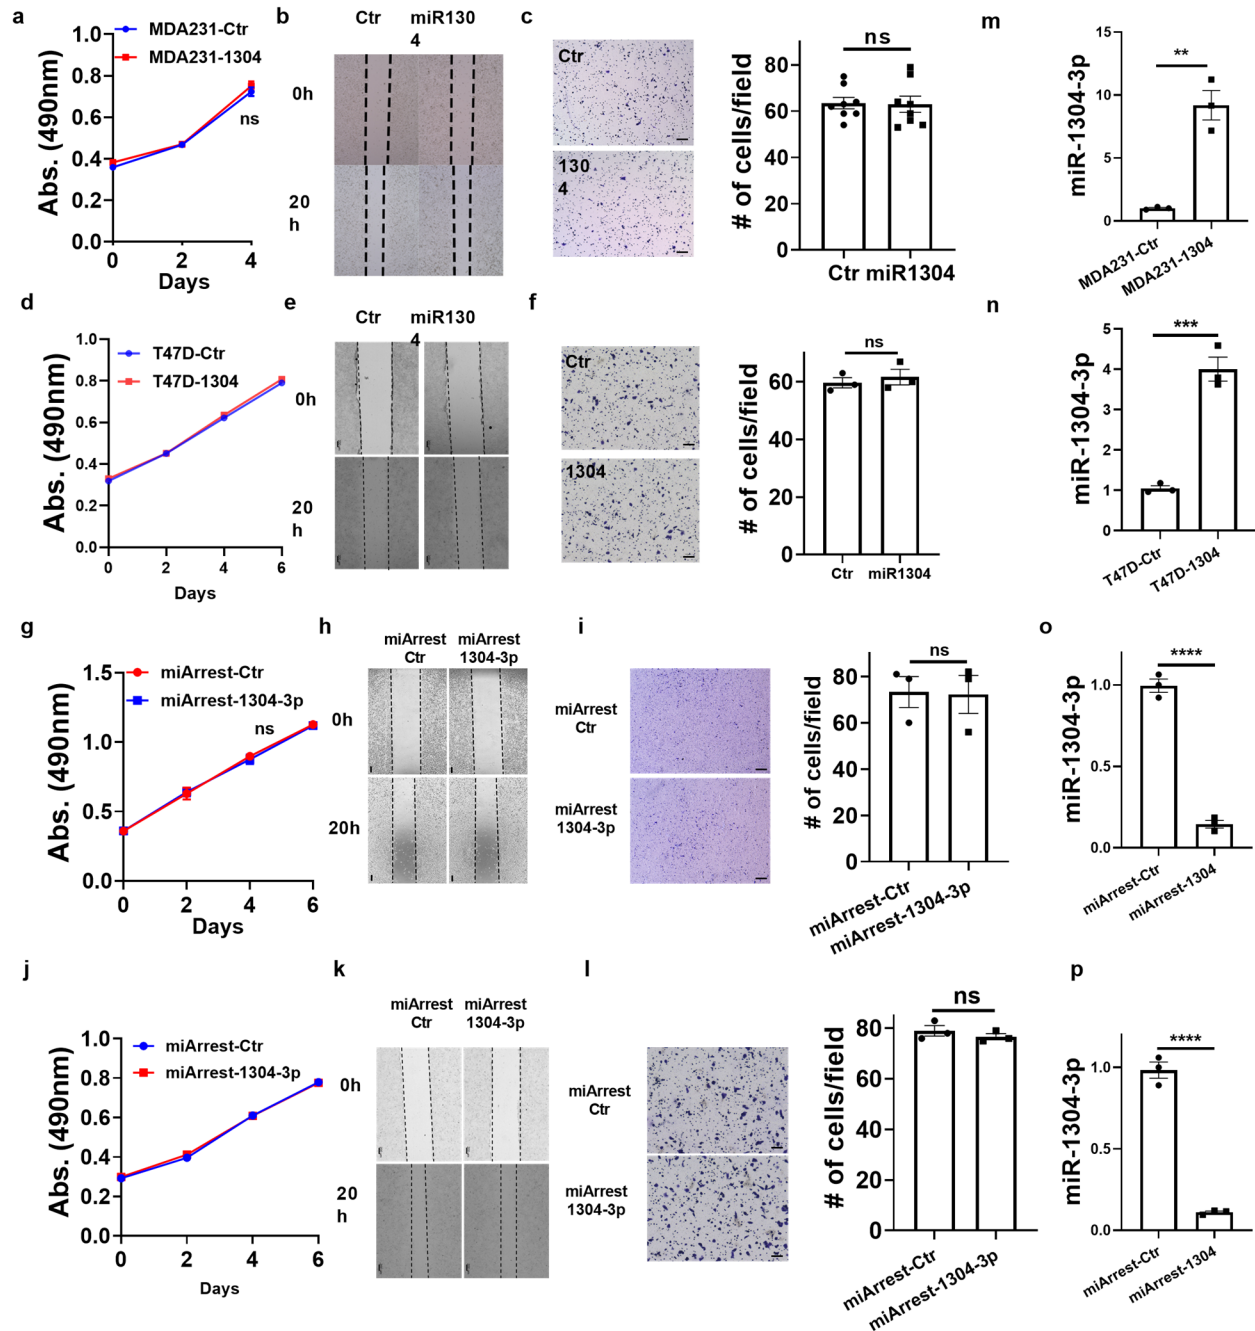 a
MDA231-Ctr
MDA231-1304
Abs. (490nm)
1.0
0.8
0.6
0.4
0.2
0.0
ns
0
2
4
Days
b
Ctr
miR130
4
0h
20
h
c
Ctr
130
4
# of cells/field
80
60
40
20
0
ns
Ctr
miR1304
m
miR-1304-3p
15
10
5
0
**
MDA231-Ctr
MDA231-1304
d
T47D-Ctr
T47D-1304
Abs. (490nm)
1.0
0.8
0.6
0.4
0.2
0.0
0
2
4
6
Days
e
Ctr
miR130
4
0h
20
h
f
Ctr
1304
# of cells/field
60
40
20
0
ns
Ctr
miR1304
n
miR-1304-3p
5
4
3
2
1
0
***
T47D-Ctr
T47D-1304
g
miArrest-Ctr
miArrest-1304-3p
Abs. (490nm)
1.5
1.0
0.5
0.0
ns
0
2
4
6
Days
h
miArrest
Ctr
miArrest
1304-3p
0h
20h
i
miArrest
Ctr
miArrest
1304-3p
# of cells/field
80
60
40
20
0
ns
miArrest-Ctr
miArrest-1304-3p
o
miR-1304-3p
1.0
0.5
0.0
****
miArrest-Ctr
miArrest-1304
j
miArrest-Ctr
miArrest-1304-3p
Abs. (490nm)
1.0
0.8
0.6
0.4
0.2
0.0
0
2
4
6
Days
k
miArrest
Ctr
miArrest
1304-3p
0h
20
h
l
miArrest
Ctr
miArrest
1304-3p
# of cells/field
80
60
40
20
0
ns
miArrest-Ctr
miArrest-1304-3p
p
miR-1304-3p
1.0
0.5
0.0
****
miArrest-Ctr
miArrest-1304